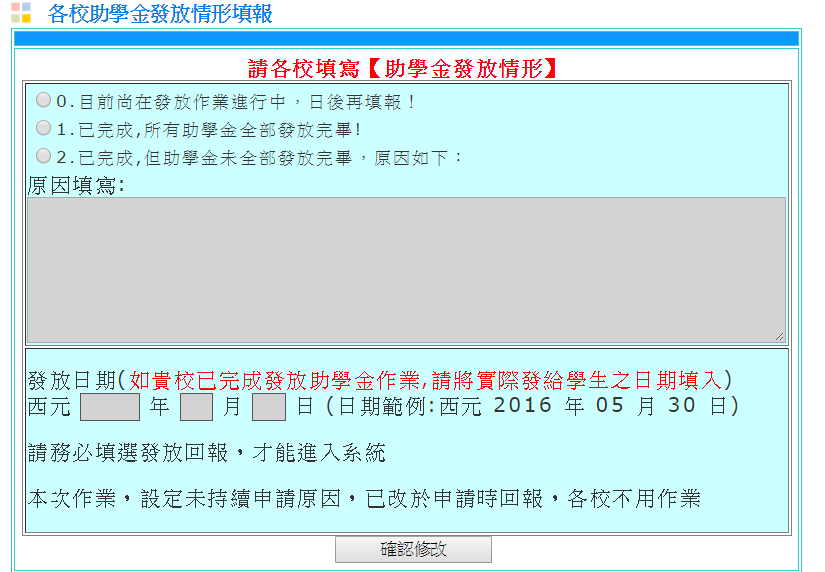 各校助學金發放情形填報
請各校填寫【助學金發放情形】
0.目前尚在發放作業進行中，日後再填報！
1.已完成,所有助學金全部發放完畢!
2.已完成,但助學金未全部發放完畢，原因如下：
原因填寫:
發放日期(如貴校已完成發放助學金作業,請將實際發給學生之日期填入)
西元 年 月 日 (日期範例:西元 2016 年 05 月 30 日)
請務必填選發放回報，才能進入系統
本次作業，設定未持續申請原因，已改於申請時回報，各校不用作業
確認修改